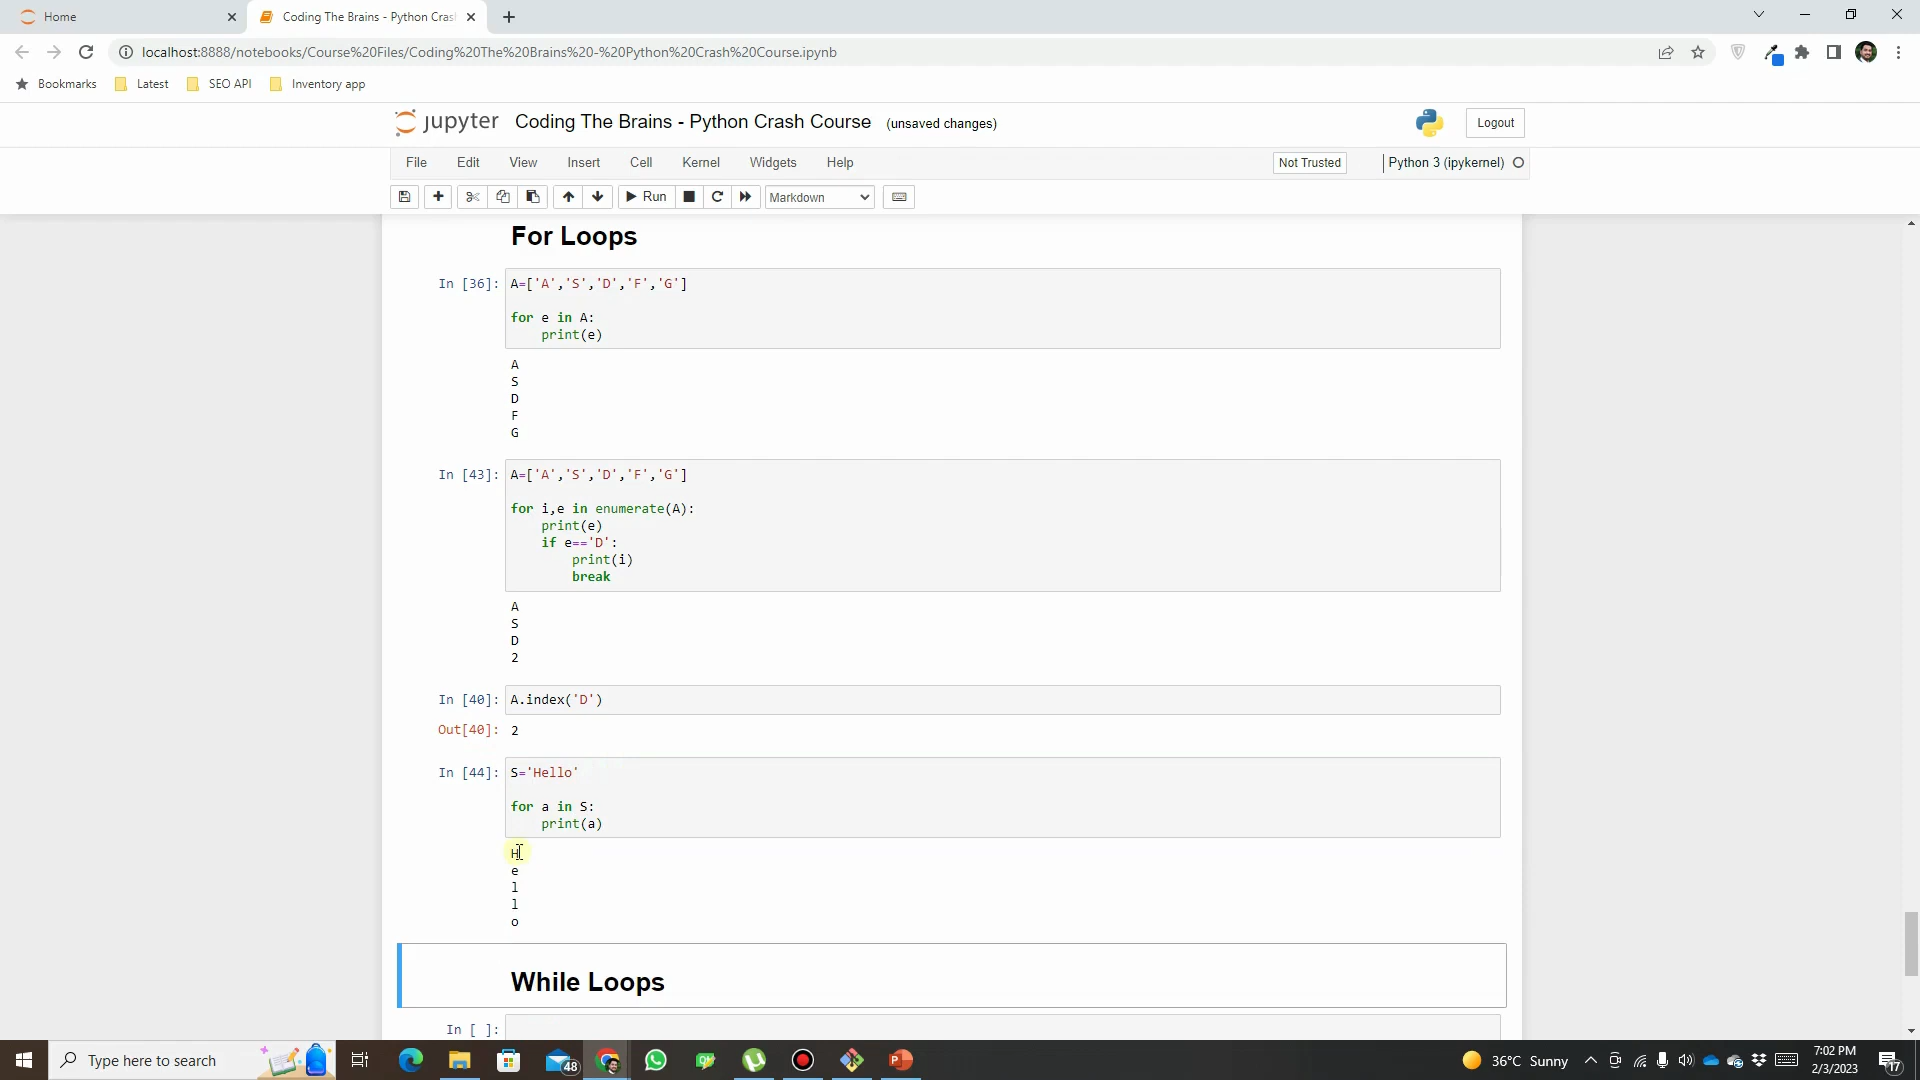 Home
Coding The Brains - Python Cras
localhost:8888/notebooks/Course%20Files/Coding%20The%20Brains%20-%20Python%20Crash%20Course.ipynb
Bookmarks Latest SEO API Inventory app
jupyter Coding The Brains - Python Crash Course (unsaved changes)
Logout
File Edit View Insert Cell Kernel Widgets Help
Not Trusted Python 3 (ipykernel)
Run Markdown
For Loops
In [36]: A=['A','S','D','F','G']
for e in A:
print(e)
A
S
D
F
G
In [43]: A=['A','S','D','F','G']
for i,e in enumerate(A):
print(e)
if e=='D':
print(i)
break
A
S
D
2
In [40]: A.index('D')
Out[40]: 2
In [44]: S='Hello'
for a in S:
print(a)
H
e
l
l
o
While Loops
In [ ]:
Type here to search
48
36°C Sunny
7:02 PM
2/3/2023
17